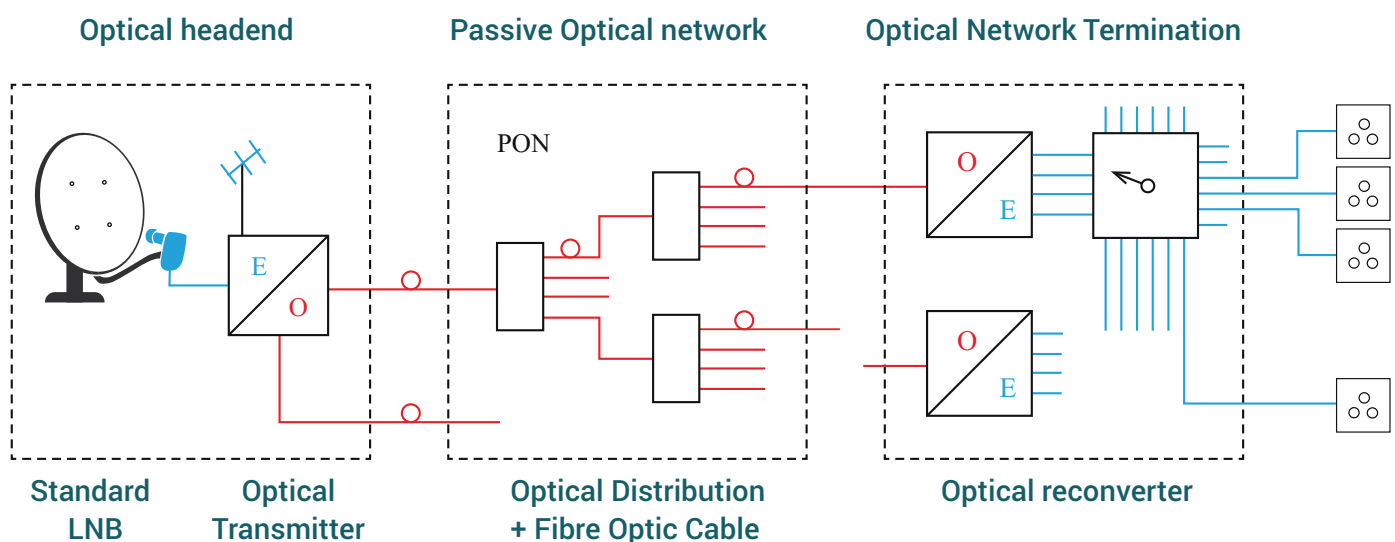 Optical headend
Passive Optical network
Optical Network Termination
PON
E
O
O
E
O
E
Standard
LNB
Optical
Transmitter
Optical Distribution
+ Fibre Optic Cable
Optical reconverter